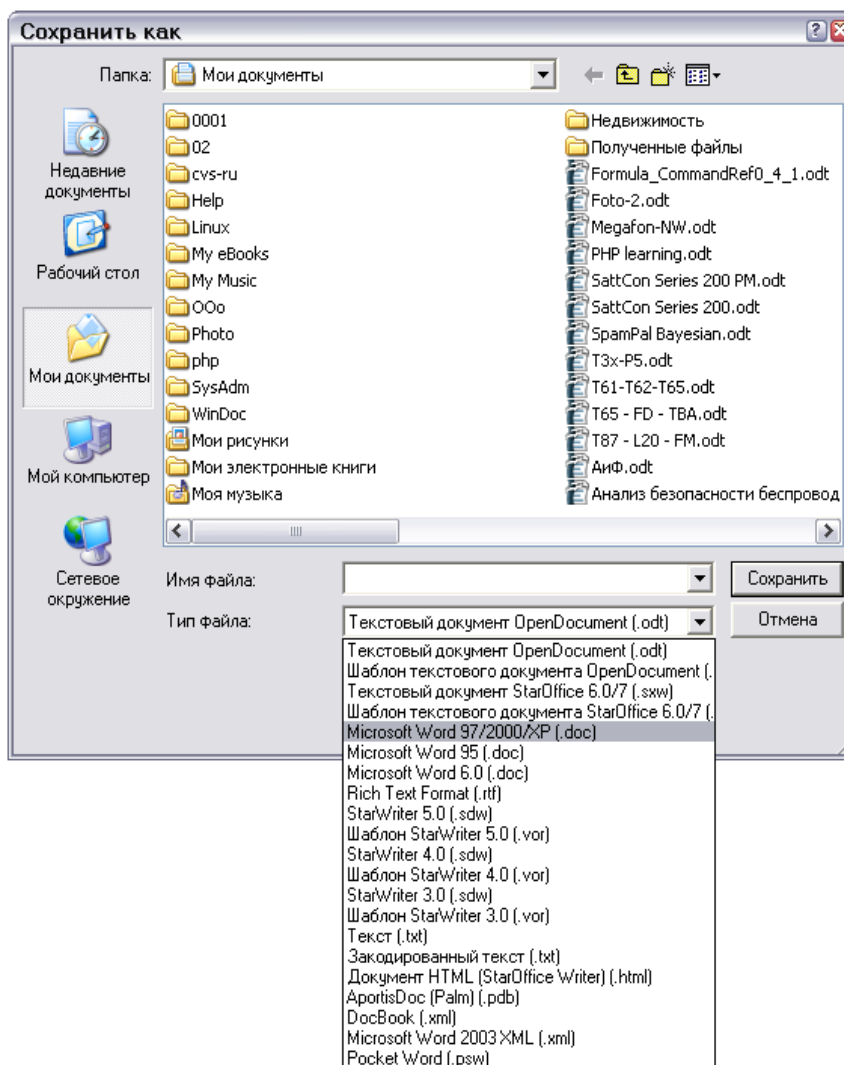 Сохранить как
Папка:
Мои документы
Недавние документы
Рабочий стол
Мои документы
Мой компьютер
Сетевое окружение
0001
02
cvs-ru
Help
Linux
My eBooks
My Music
OOo
Photo
php
SysAdm
WinDoc
Мои рисунки
Мои электронные книги
Моя музыка
Недвижимость
Полученные файлы
Formula_CommandRef0_4_1.odt
Foto-2.odt
Megafon-NW.odt
PHP learning.odt
SattCon Series 200 PM.odt
SattCon Series 200.odt
SpamPal Bayesian.odt
T3x-P5.odt
T61-T62-T65.odt
T65 - FD - TBA.odt
T87 - L20 - FM.odt
АиФ.odt
Анализ безопасности беспровод
Имя файла:
Сохранить
Тип файла:
Текстовый документ OpenDocument (.odt)
Отмена
Текстовый документ OpenDocument (.odt)
Шаблон текстового документа OpenDocument (.
Текстовый документ StarOffice 6.0/7 (.sxw)
Шаблон текстового документа StarOffice 6.0/7 (.
Microsoft Word 97/2000/XP (.doc)
Microsoft Word 95 (.doc)
Microsoft Word 6.0 (.doc)
Rich Text Format (.rtf)
StarWriter 5.0 (.sdw)
Шаблон StarWriter 5.0 (.vor)
StarWriter 4.0 (.sdw)
Шаблон StarWriter 4.0 (.vor)
StarWriter 3.0 (.sdw)
Шаблон StarWriter 3.0 (.vor)
Текст (.txt)
Закодированный текст (.txt)
Документ HTML (StarOffice Writer) (.html)
AportisDoc (Palm) (.pdb)
DocBook (.xml)
Microsoft Word 2003 XML (.xml)
Pocket Word (.psw)